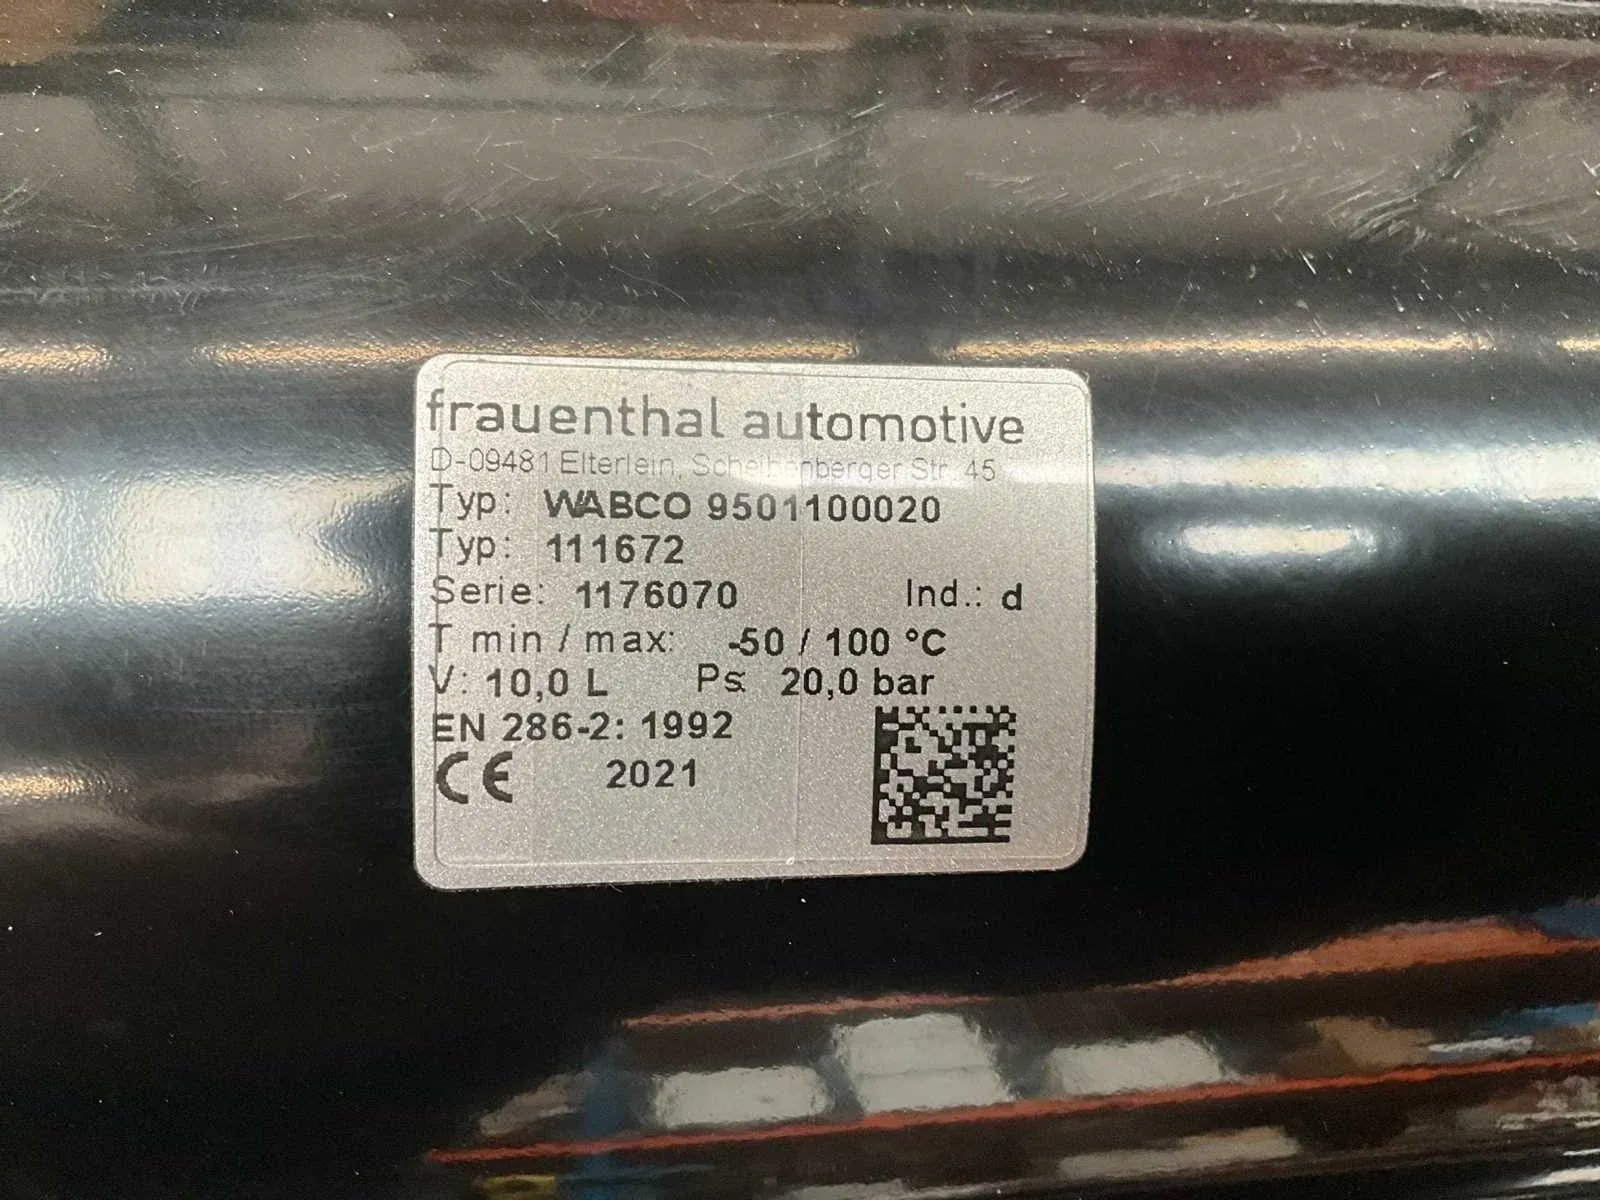 frauenthal automotive
D-09481 Elterlein, Scheibenberger Str. 45
Typ: WABCO 9501100020
Typ: 111672
Serie: 1176070 Ind.: d
T min / max: -50 / 100 °C
V: 10,0 L Ps: 20,0 bar
EN 286-2: 1992
CE 2021